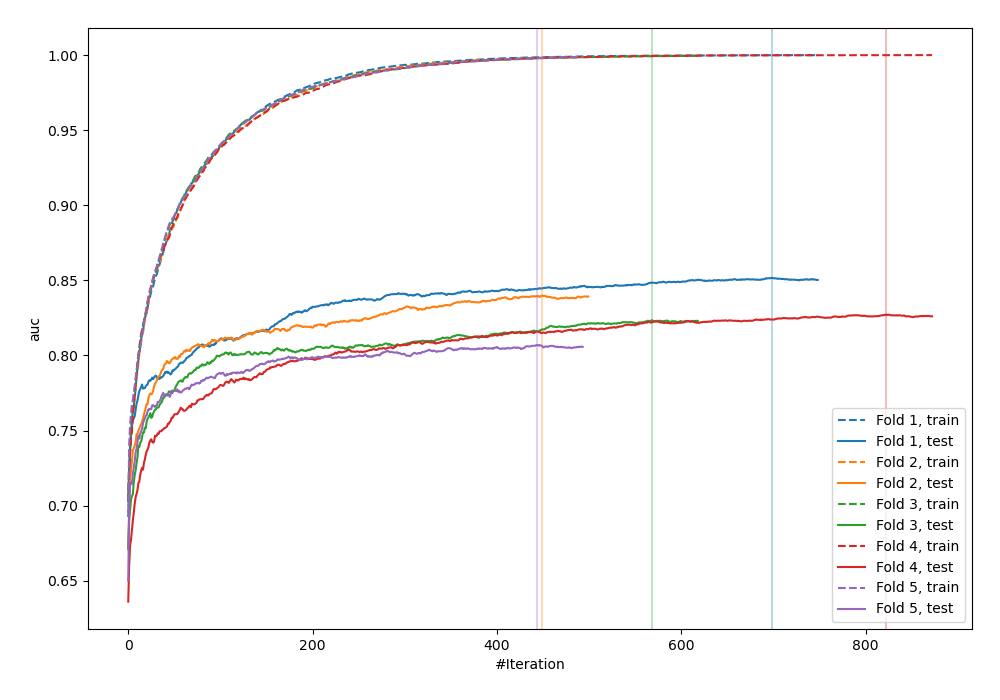 1.00
0.95
0.90
0.85
0.80
0.75
0.70
0.65
auc
0
200
400
600
800
#Iteration
Fold 1, train
Fold 1, test
Fold 2, train
Fold 2, test
Fold 3, train
Fold 3, test
Fold 4, train
Fold 4, test
Fold 5, train
Fold 5, test